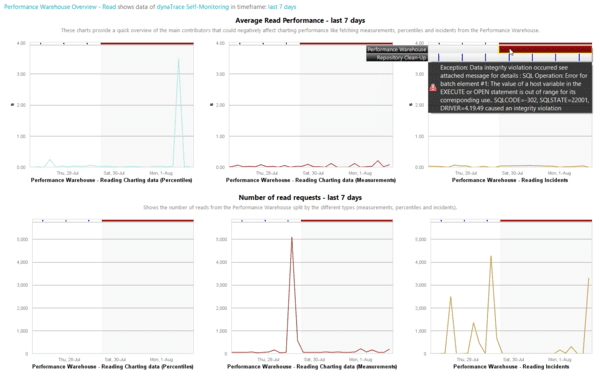 Performance Warehouse Overview - Read shows data of dynaTrace Self-Monitoring in timeframe: last 7 days
Average Read Performance - last 7 days
These charts provide a quick overview of the main contributors that could negatively affect charting performance like fetching measurements, percentiles and incidents from the Performance Warehouse.
4.00
3.00
2.00
1.00
0.00
Thu, 28-Jul Sat, 30-Jul Mon, 1-Aug
Performance Warehouse - Reading Charting data (Percentiles)
4.00
3.00
2.00
1.00
0.00
Thu, 28-Jul Sat, 30-Jul Mon, 1-Aug
Performance Warehouse - Reading Charting data (Measurements)
Performance Warehouse
Repository Clean-Up
Exception: Data integrity violation occurred see
attached message for details : SQL Operation: Error for
batch element #1: The value of a host variable in the
EXECUTE or OPEN statement is out of range for its
corresponding use. SQLCODE=-302, SQLSTATE=22001,
DRIVER=4.19.49 caused an integrity violation
4.00
3.00
2.00
1.00
0.00
Thu, 28-Jul Sat, 30-Jul Mon, 1-Aug
Performance Warehouse - Reading Incidents
Number of read requests - last 7 days
Shows the number of reads from the Performance Warehouse split by the different types (measurements, percentiles and incidents).
5,000
4,000
3,000
2,000
1,000
0
Thu, 28-Jul Sat, 30-Jul Mon, 1-Aug
Performance Warehouse - Reading Charting data (Percentiles)
5,000
4,000
3,000
2,000
1,000
0
Thu, 28-Jul Sat, 30-Jul Mon, 1-Aug
Performance Warehouse - Reading Charting data (Measurements)
5,000
4,000
3,000
2,000
1,000
0
Thu, 28-Jul Sat, 30-Jul Mon, 1-Aug
Performance Warehouse - Reading Incidents